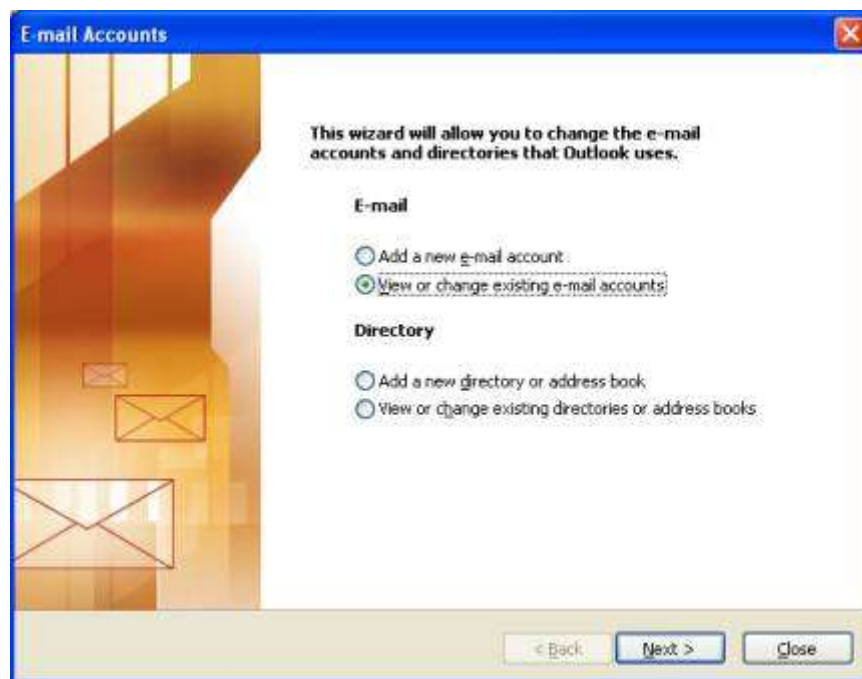 E-mail Accounts
This wizard will allow you to change the e-mail
accounts and directories that Outlook uses.
E-mail
Add a new e-mail account
View or change existing e-mail accounts
Directory
Add a new directory or address book
View or change existing directories or address books
< Back
Next >
Close